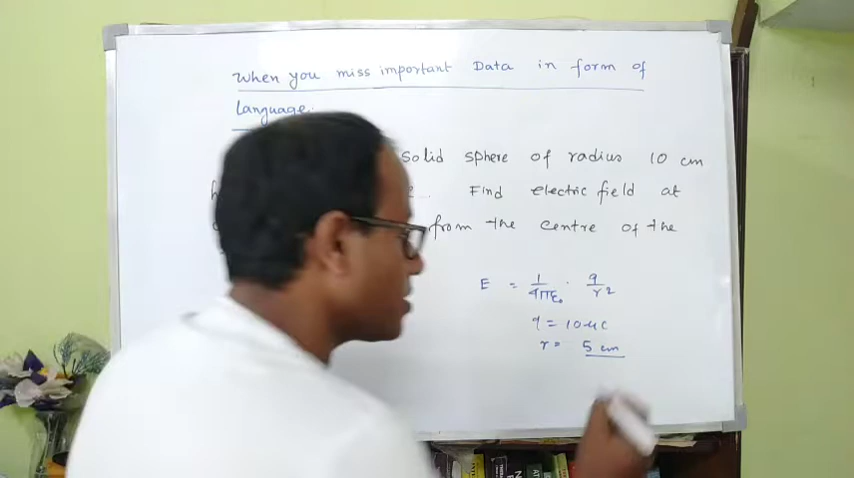 When you miss important Data in form of
Language.
solid sphere of radius 10 cm
Find electric field at
from the centre of the
E = 1/4πε₀ · q/r²
q = 10 μc
r = 5 cm